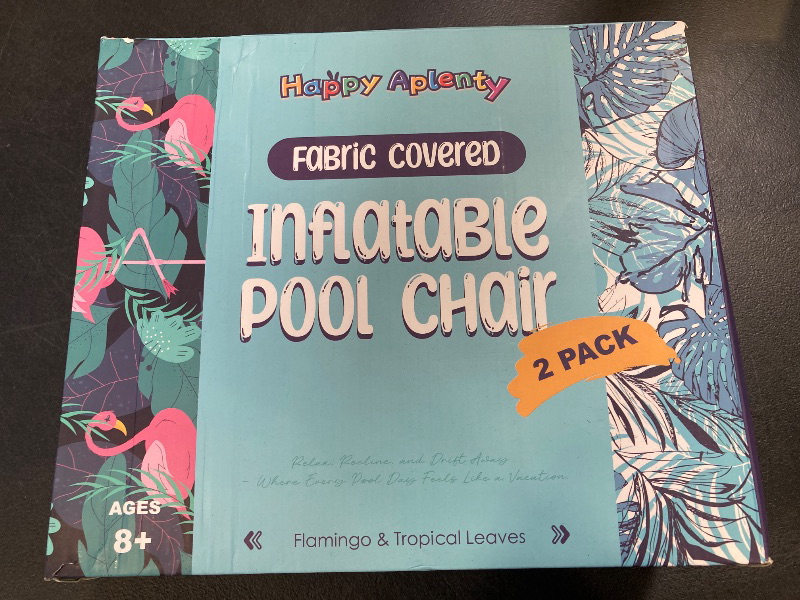 Happy Aplenty
FABRIC COVERED
INFLATABLE
POOL CHAIR
2 PACK
Relax, Recline, and Drift Away
- Where Every Pool Day Feels Like a Vacation.
AGES
8+
« Flamingo & Tropical Leaves »